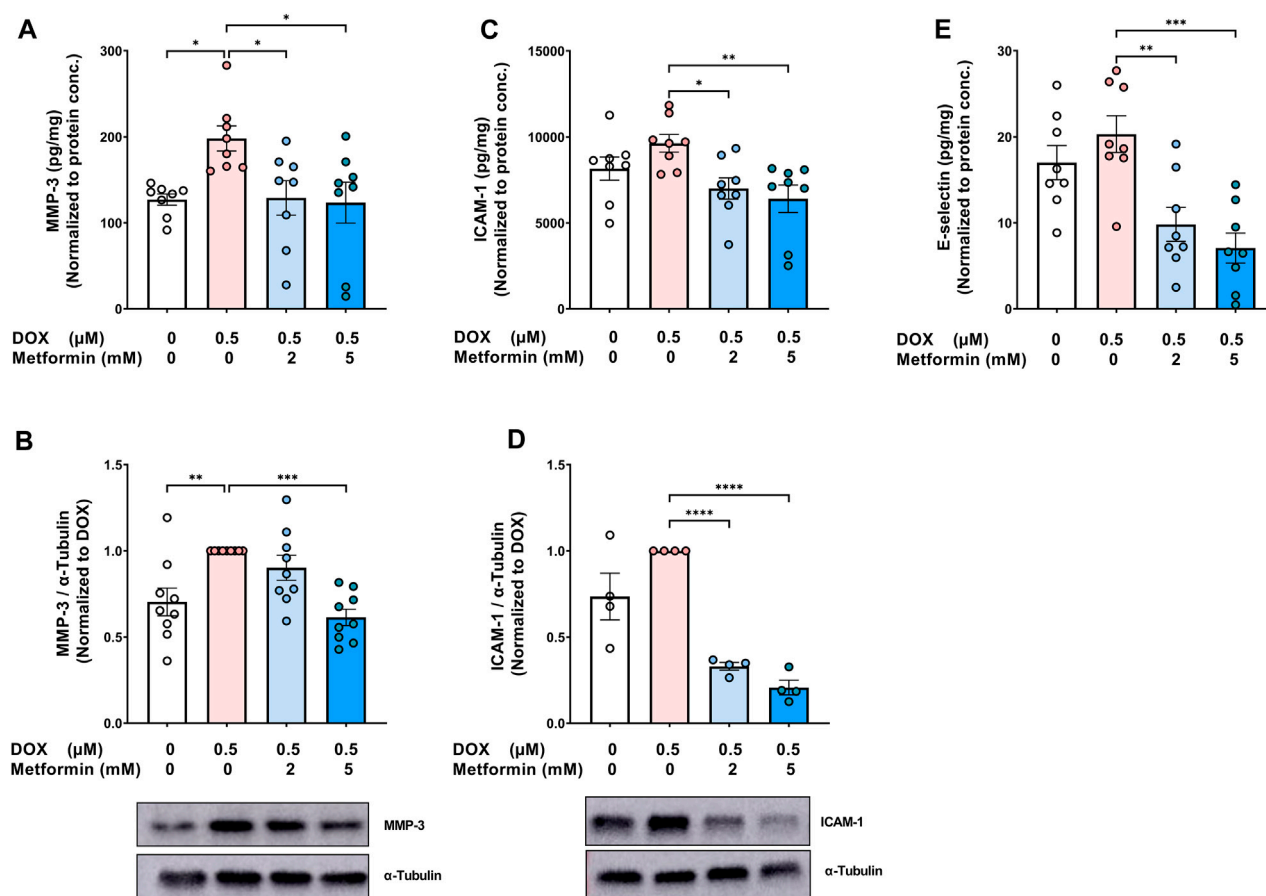 A
MMP-3 (pg/mg)
(Normalized to protein conc.)
300
200
100
0
*
*
*
DOX (µM) 0 0.5 0.5 0.5
Metformin (mM) 0 0 2 5
C
ICAM-1 (pg/mg)
(Normalized to protein conc.)
15000
10000
5000
0
**
*
0 0.5 0.5 0.5
0 0 2 5
DOX (µM)
Metformin (mM)
E
E-selectin (pg/mg)
(Normalized to protein conc.)
30
20
10
0
***
**
DOX (µM) 0 0.5 0.5 0.5
Metformin (mM) 0 0 2 5
B
MMP-3 / α-Tubulin
(Normalized to DOX)
1.5
1.0
0.5
0.0
** ***
DOX (µM) 0 0.5 0.5 0.5
Metformin (mM) 0 0 2 5
MMP-3
α-Tubulin
D
ICAM-1 / α-Tubulin
(Normalized to DOX)
1.5
1.0
0.5
0.0
****
****
DOX (µM) 0 0.5 0.5 0.5
Metformin (mM) 0 0 2 5
ICAM-1
α-Tubulin